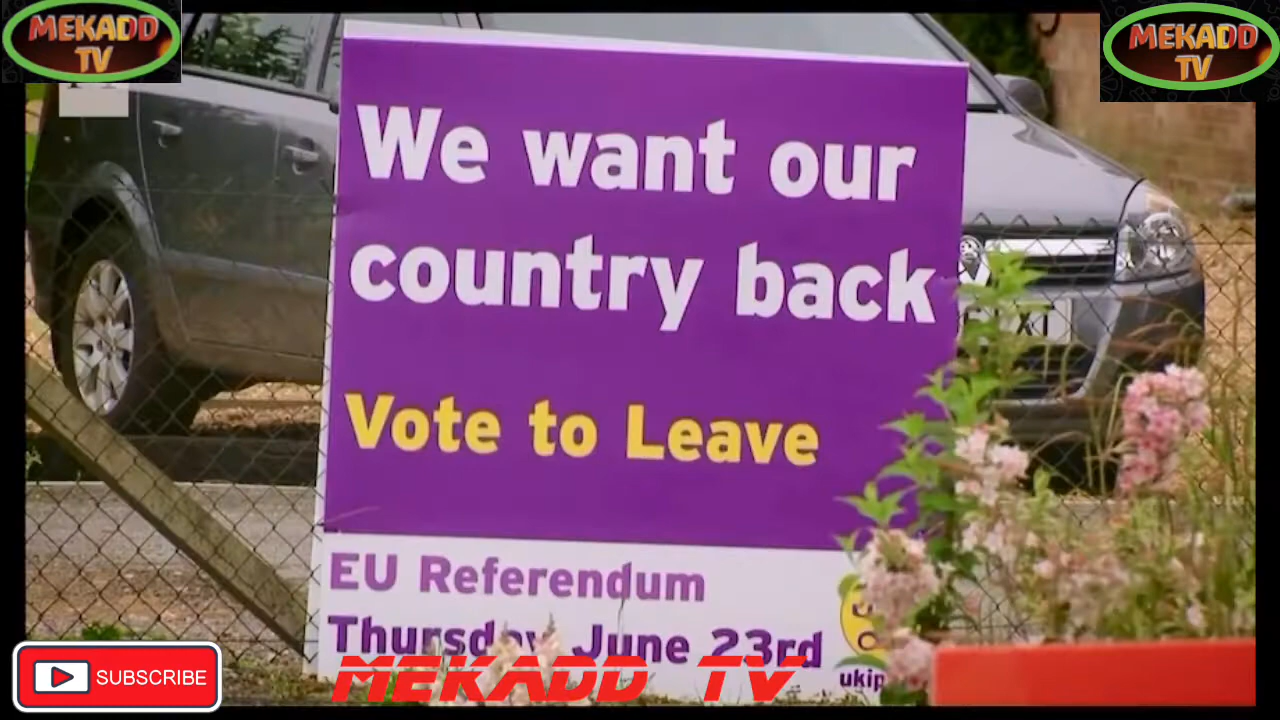 MEKADD
TV
MEKADD
TV
We want our
country back
Vote to Leave
EU Referendum
Thursday June 23rd
ukip
SUBSCRIBE
MEKADD TV